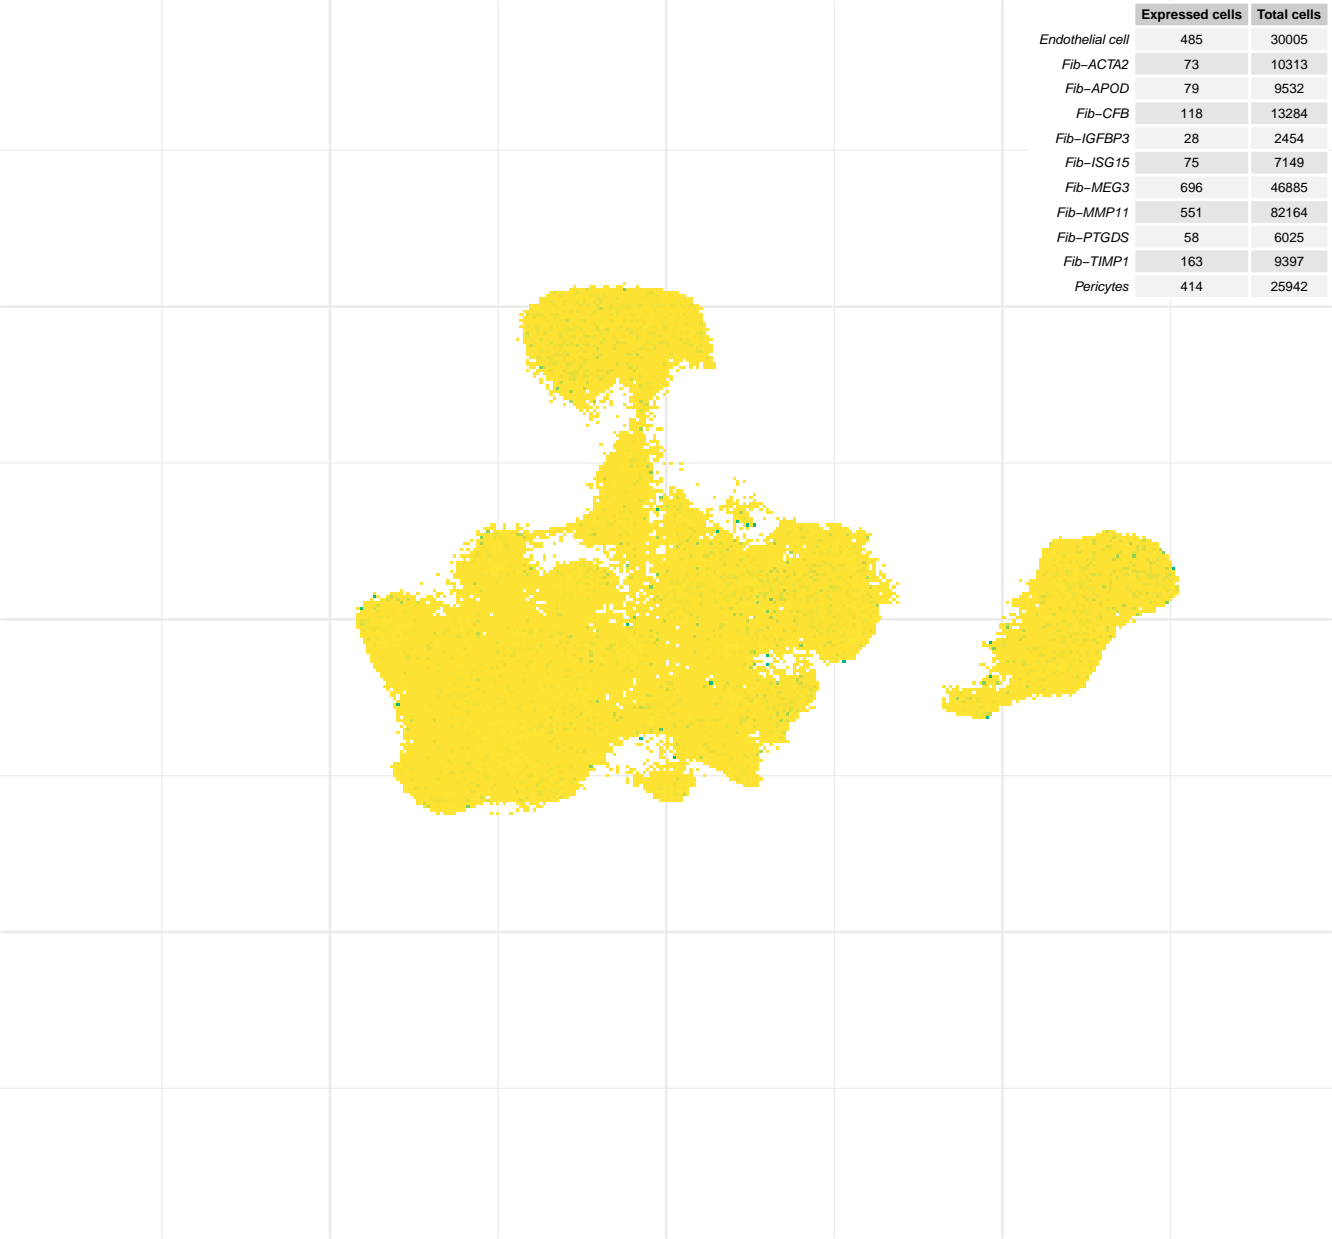 Expressed cells Total cells
Endothelial cell 485 30005
Fib−ACTA2 73 10313
Fib−APOD 79 9532
Fib−CFB 118 13284
Fib−IGFBP3 28 2454
Fib−ISG15 75 7149
Fib−MEG3 696 46885
Fib−MMP11 551 82164
Fib−PTGDS 58 6025
Fib−TIMP1 163 9397
Pericytes 414 25942